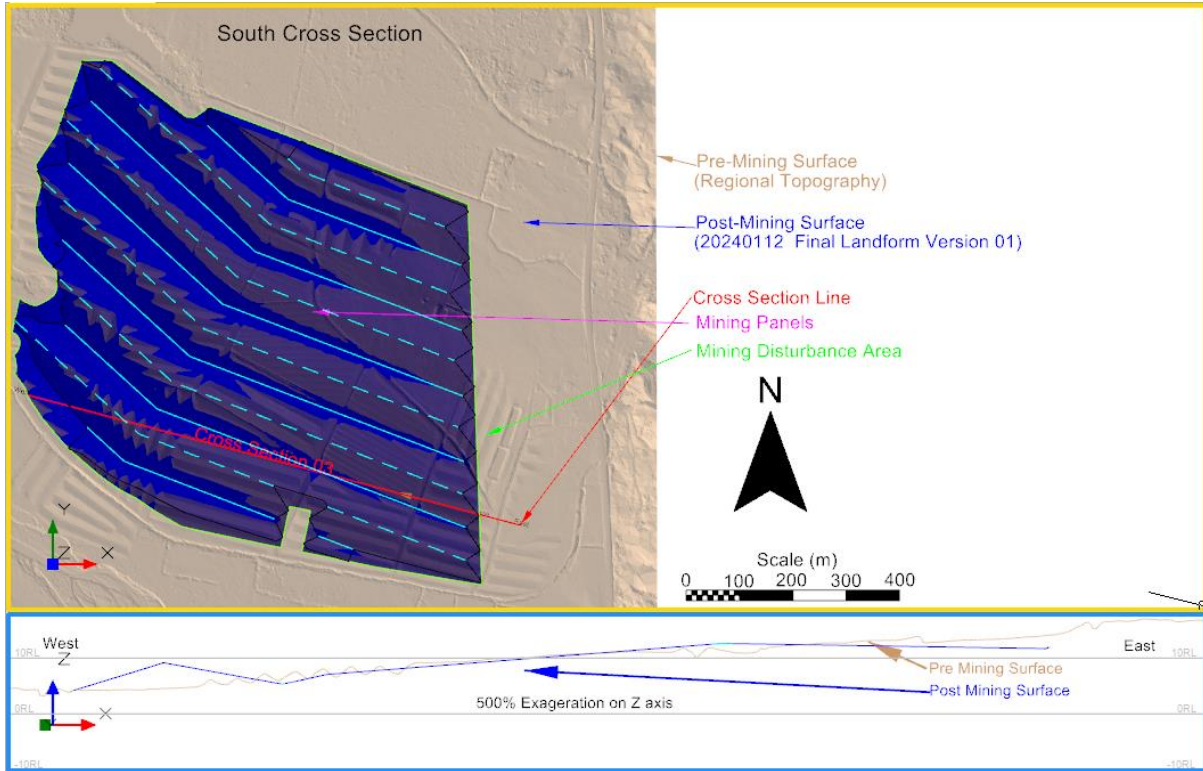 South Cross Section
Pre-Mining Surface
(Regional Topography)
Post-Mining Surface
(20240112 Final Landform Version 01)
Cross Section Line
Mining Panels
Mining Disturbance Area
N
Cross Section 03
Y
Z
X
Scale (m)
0 100 200 300 400
West
East
10RL
10RL
Z
Pre Mining Surface
Post Mining Surface
500% Exageration on Z axis
X
0RL
0RL
-10RL
-10RL